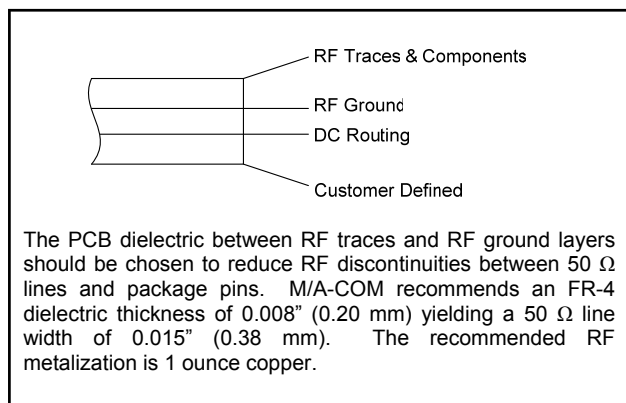 RF Traces & Components
RF Ground
DC Routing
Customer Defined
The PCB dielectric between RF traces and RF ground layers
should be chosen to reduce RF discontinuities between 50 Ω
lines and package pins. M/A-COM recommends an FR-4
dielectric thickness of 0.008” (0.20 mm) yielding a 50 Ω line
width of 0.015” (0.38 mm). The recommended RF
metalization is 1 ounce copper.